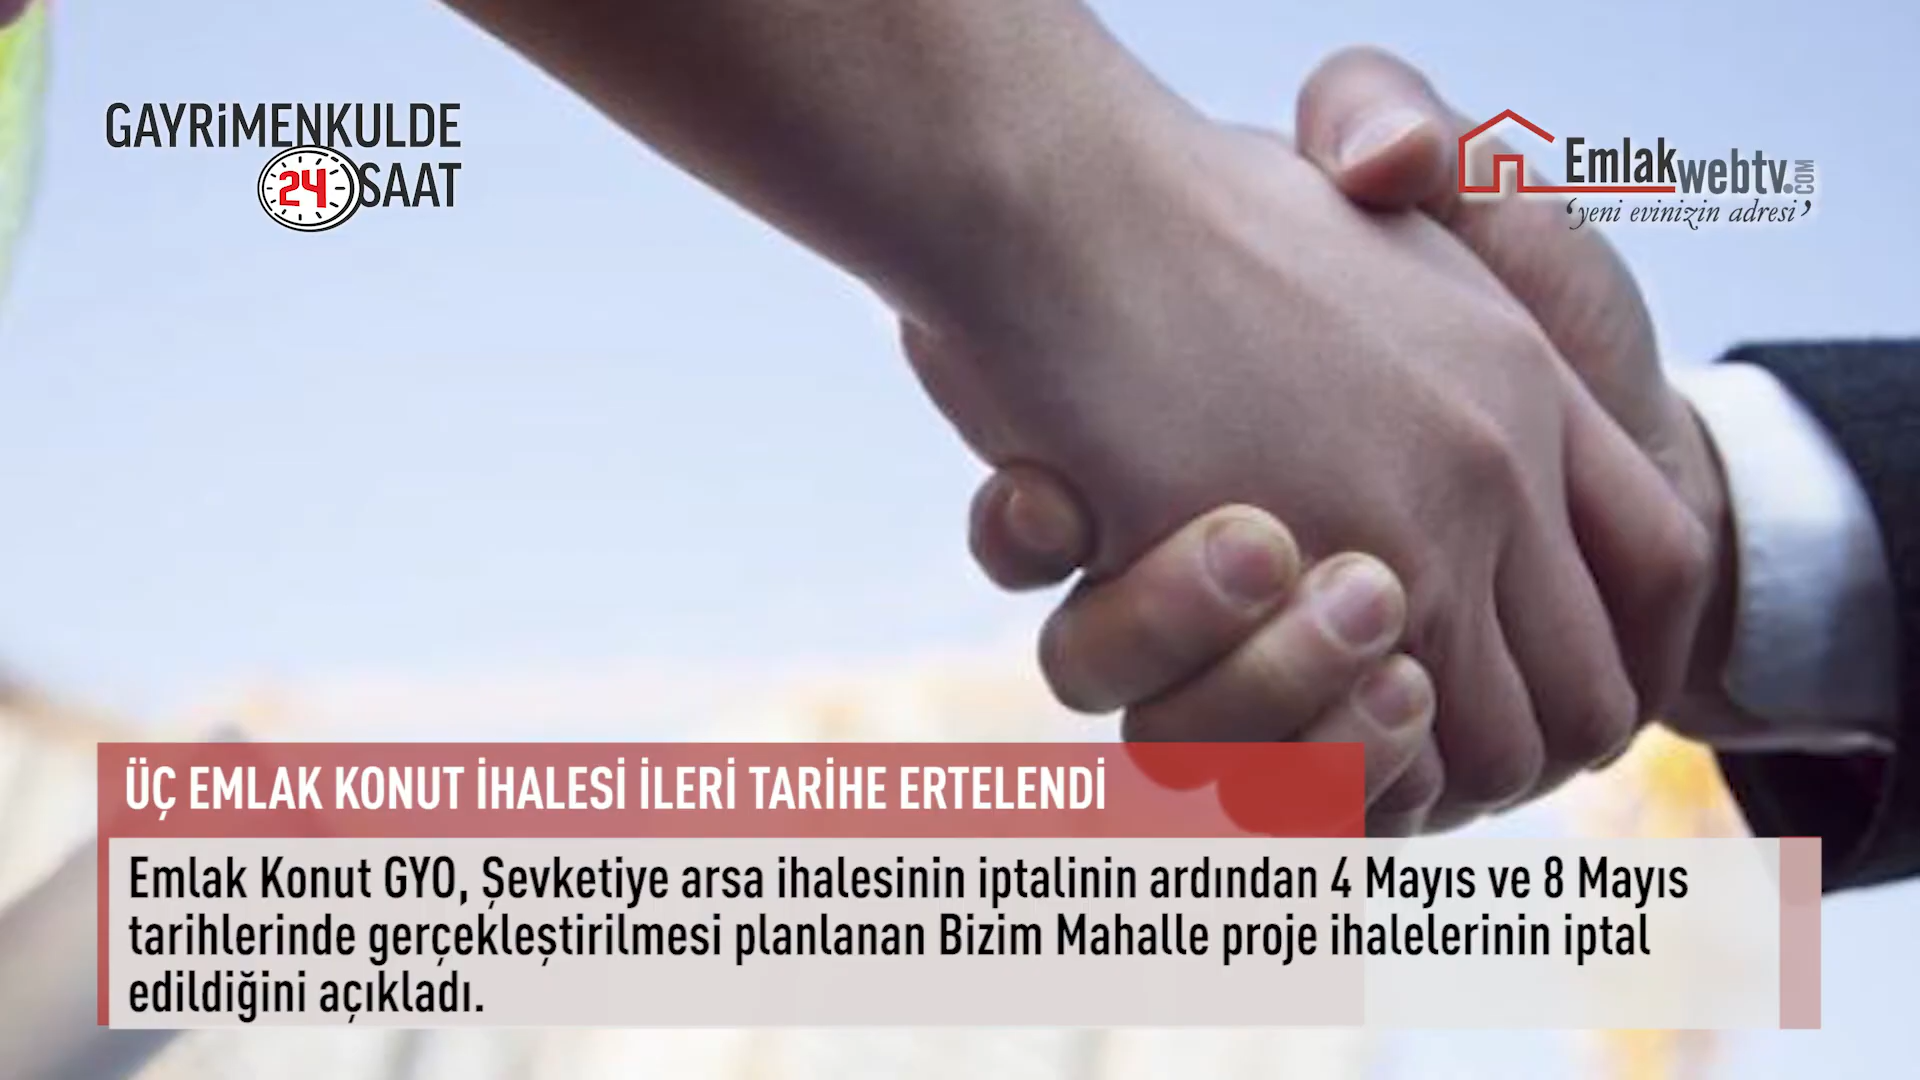 GAYRİMENKULDE
24 SAAT
Emlakwebtv.com
‘yeni evinizin adresi’
ÜÇ EMLAK KONUT İHALESİ İLERİ TARİHE ERTELENDİ
Emlak Konut GYO, Şevketiye arsa ihalesinin iptalinin ardından 4 Mayıs ve 8 Mayıs
tarihlerinde gerçekleştirilmesi planlanan Bizim Mahalle proje ihalelerinin iptal
edildiğini açıkladı.